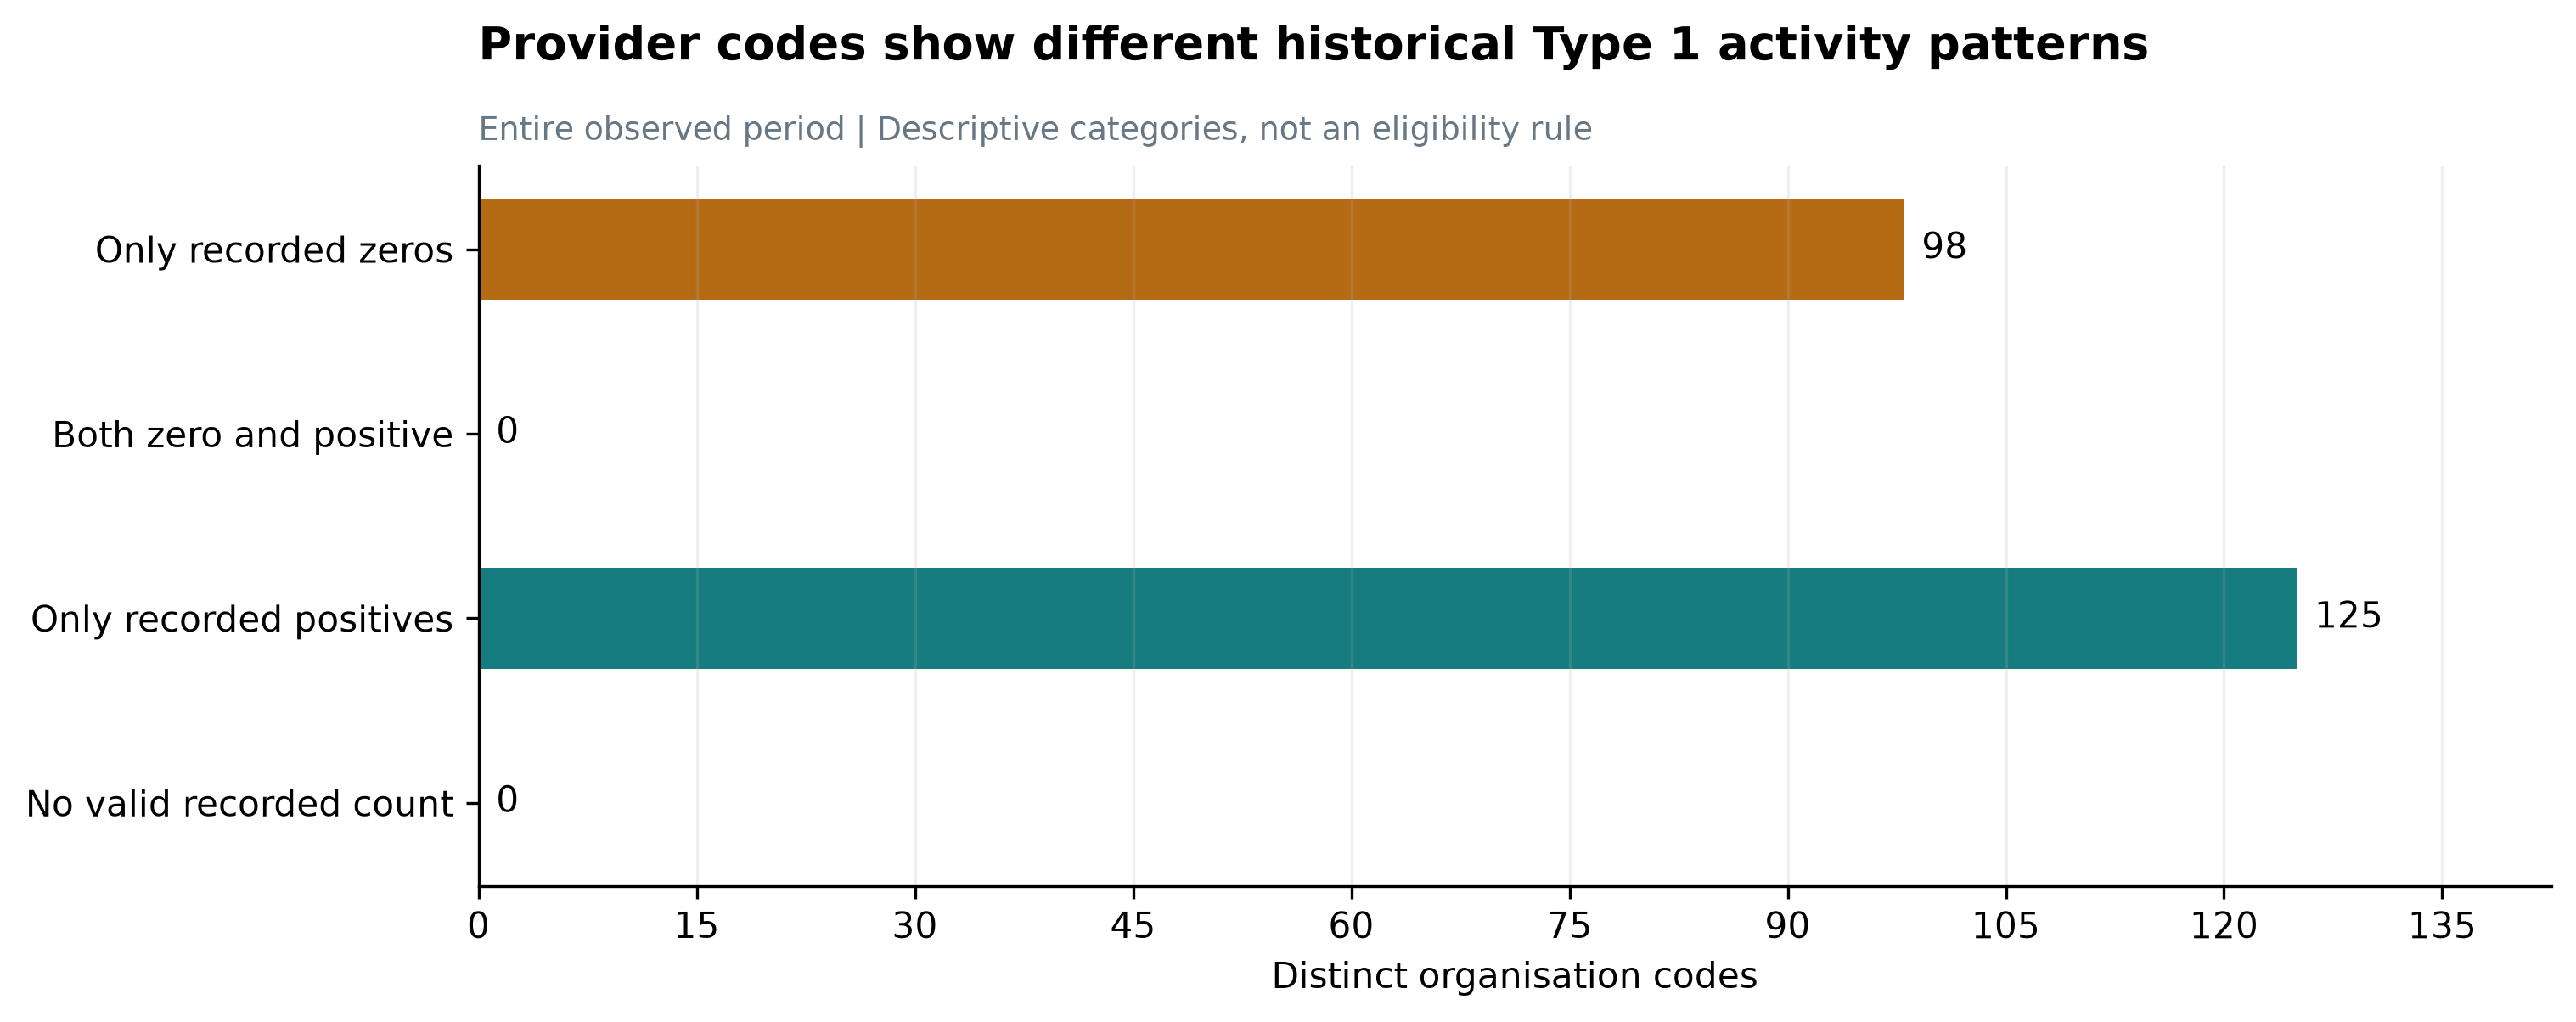 Provider codes show different historical Type 1 activity patterns
Entire observed period | Descriptive categories, not an eligibility rule
Only recorded zeros
98
Both zero and positive
0
Only recorded positives
125
No valid recorded count
0
0 15 30 45 60 75 90 105 120 135
Distinct organisation codes